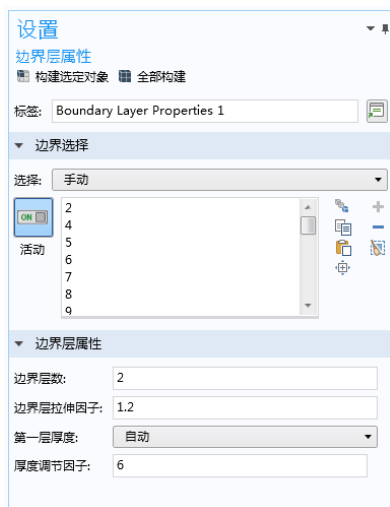 设置
边界层属性
构建选定对象 全部构建
标签: Boundary Layer Properties 1
边界选择
选择: 手动
ON
活动
2
4
5
6
7
8
9
边界层属性
边界层数: 2
边界层拉伸因子: 1.2
第一层厚度: 自动
厚度调节因子: 6